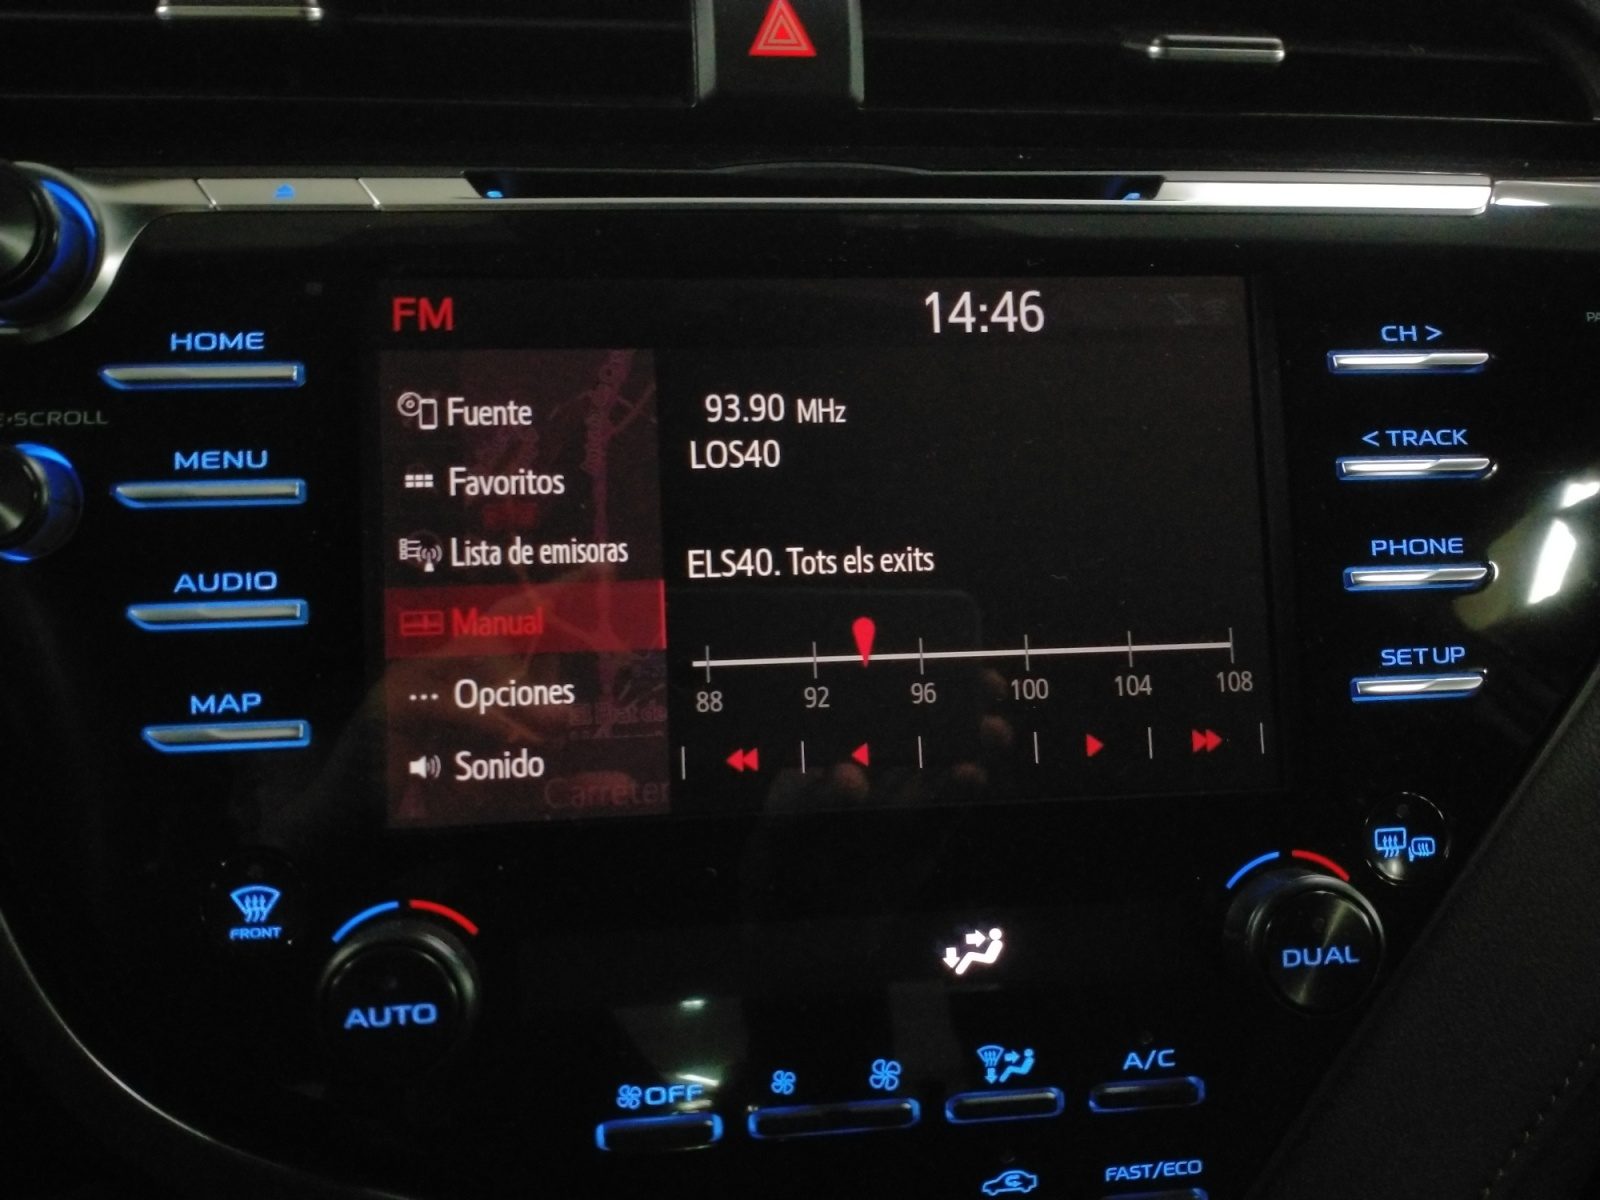 FM
14:46
HOME
CH >
Fuente
93.90 MHz
SCROLL
LOS40
< TRACK
MENU
Favoritos
Lista de emisoras
ELS40. Tots els exits
PHONE
AUDIO
Manual
SETUP
88 92 96 100 104 108
MAP
Opciones
Sonido
Carreter
FRONT
AUTO
DUAL
OFF
A/C
FAST/ECO